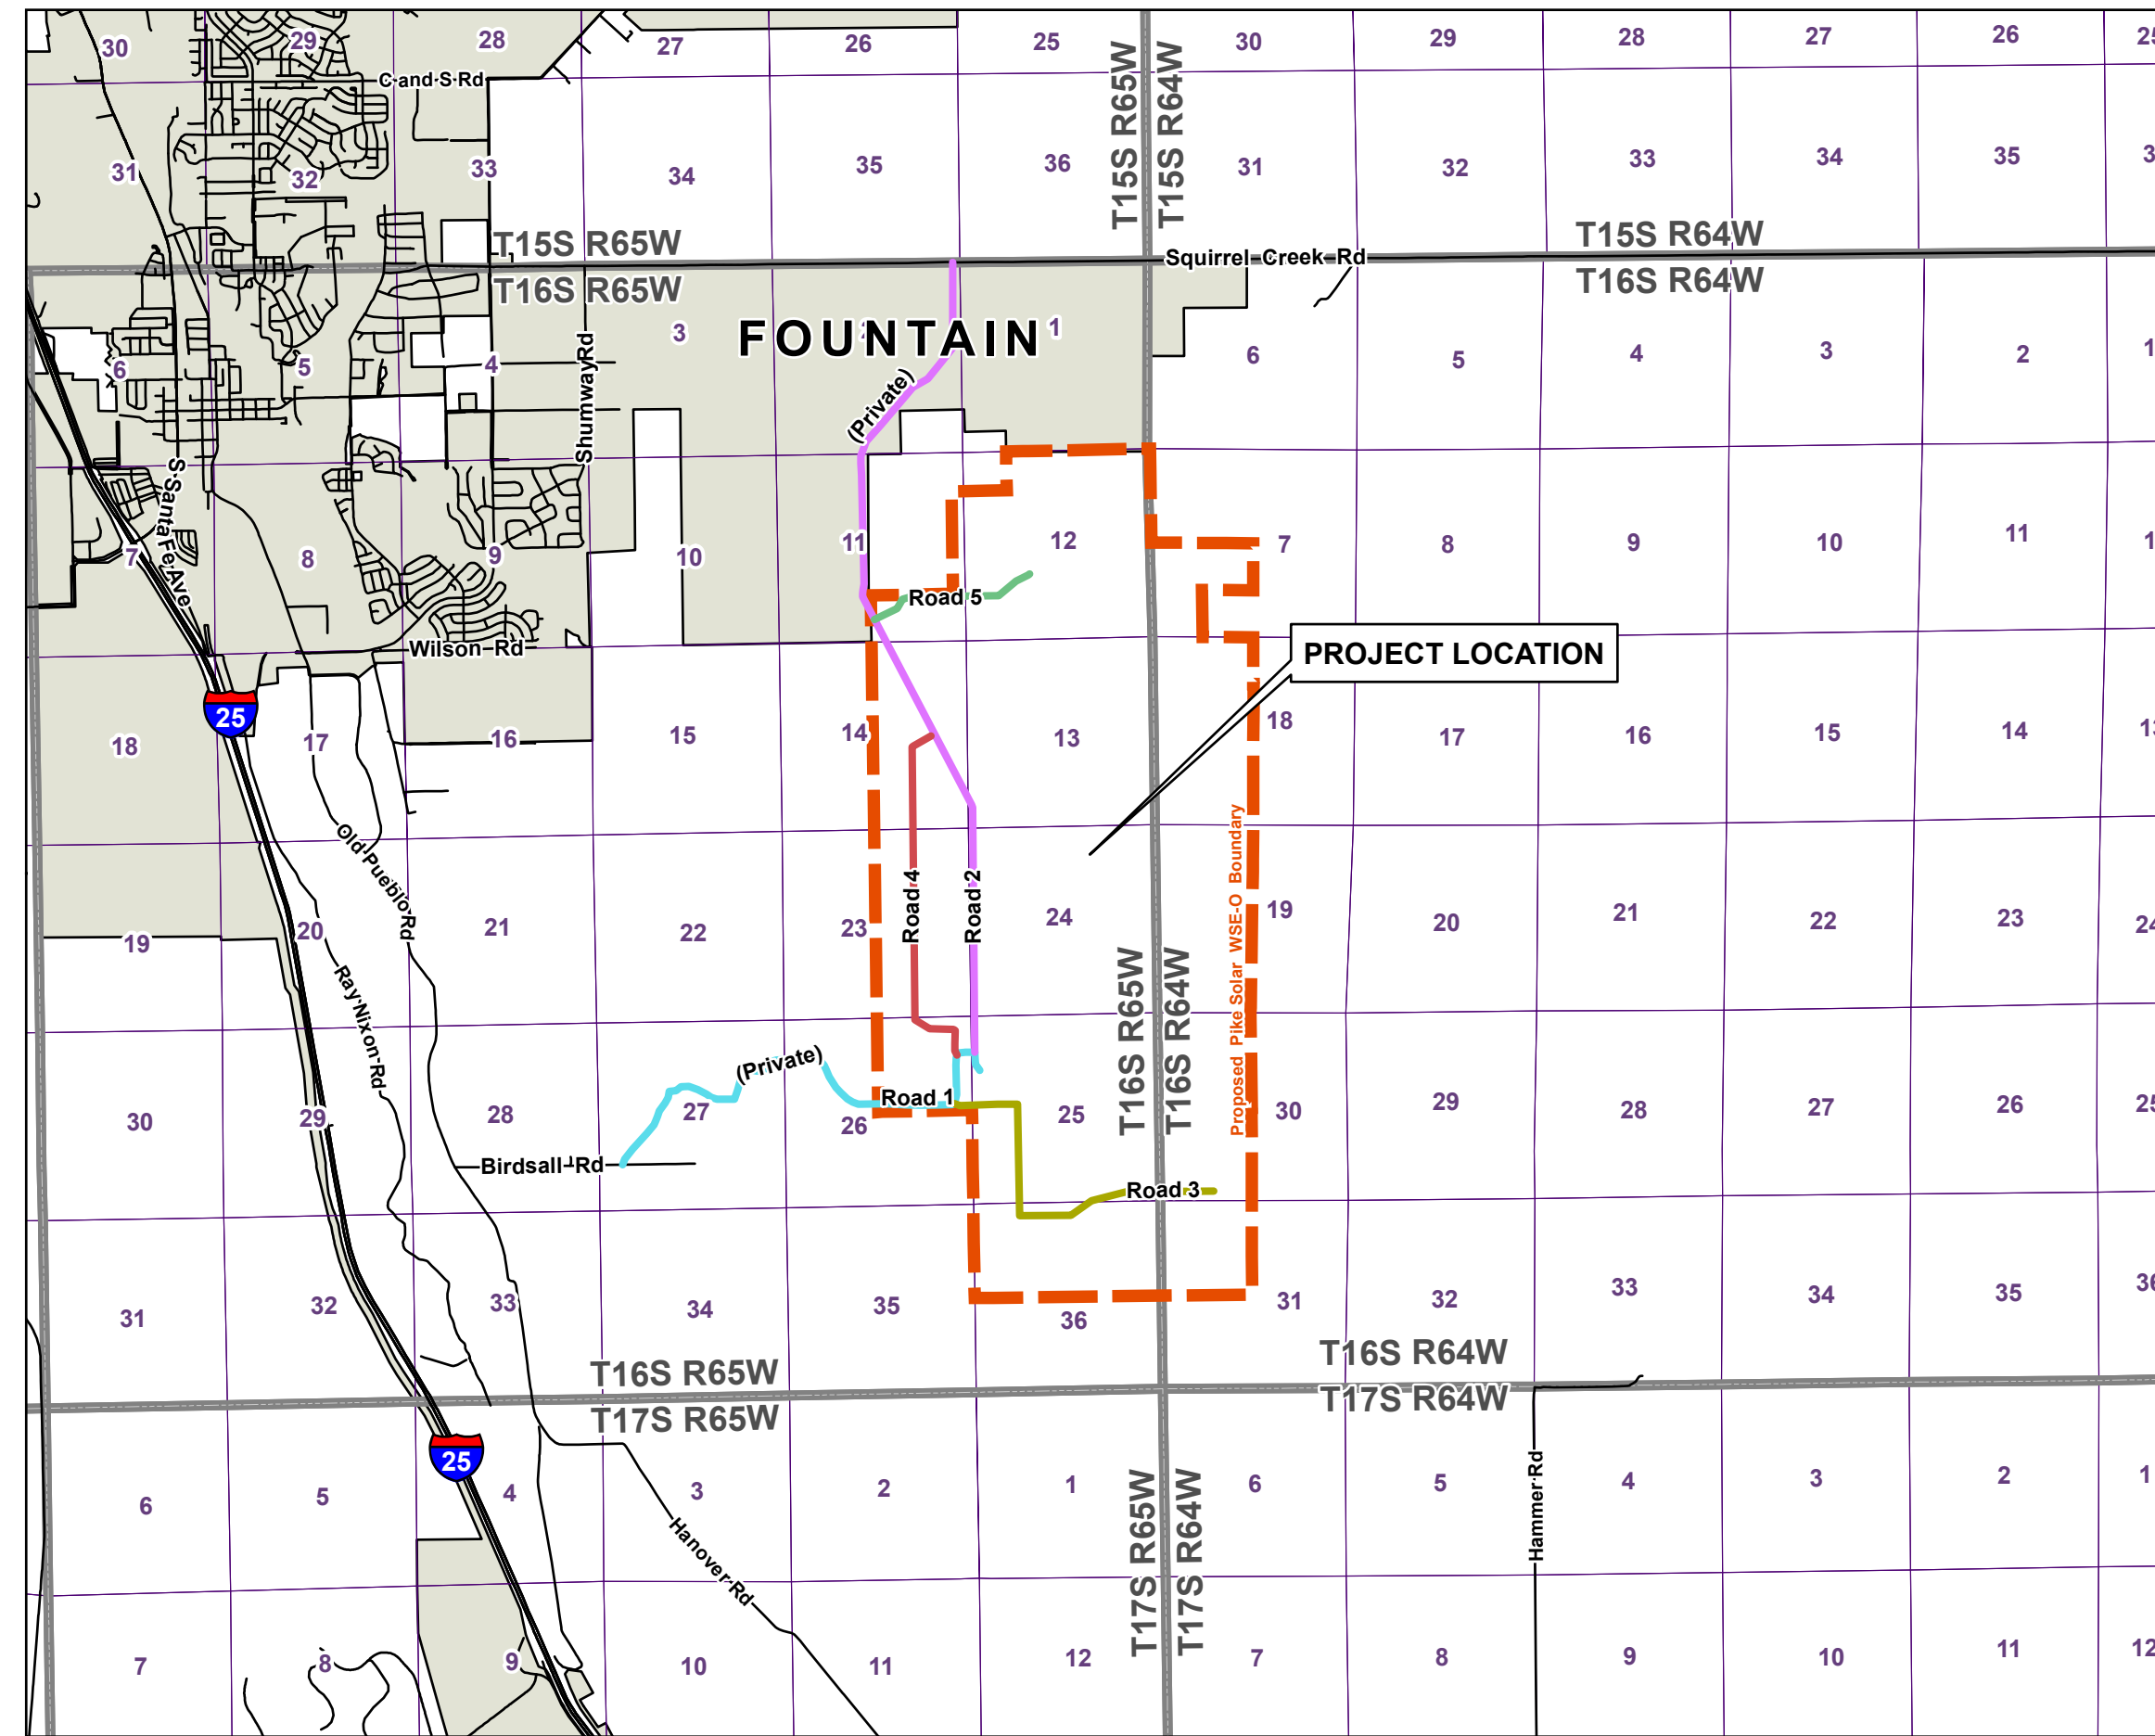 30 29 28 27 26 25 30 29 28 27 26
C and S Rd
T15S R65W
T15S R64W
31 32 33 34 35 36 31 32 33 34 35
T15S R65W
T15S R64W
Squirrel Creek Rd
T16S R65W
T16S R64W
FOUNTAIN
6 5 4 3 1 6 5 4 3 2 1
Shumway Rd
(Private)
S Santa Fe Ave
7 8 9 10 11 12 7 8 9 10 11
Road 5
Wilson Rd
PROJECT LOCATION
25
18 17 16 15 14 13 18 17 16 15 14
Old Pueblo Rd
Road 4
Road 2
Proposed Pike Solar WSE-O Boundary
19 20 21 22 23 24 19 20 21 22 23 24
Ray Nixon Rd
T16S R65W
T16S R64W
(Private)
Road 1
30 29 28 27 26 25 30 29 28 27 26 25
Birdsall Rd
Road 3
31 32 33 34 35 36 31 32 33 34 35 36
T16S R65W
T16S R64W
T17S R65W
T17S R64W
25
6 5 4 3 2 1 6 5 4 3 2 1
Hanover Rd
Hammer Rd
T17S R65W
T17S R64W
7 8 9 10 11 12 7 8 9 10 11 12